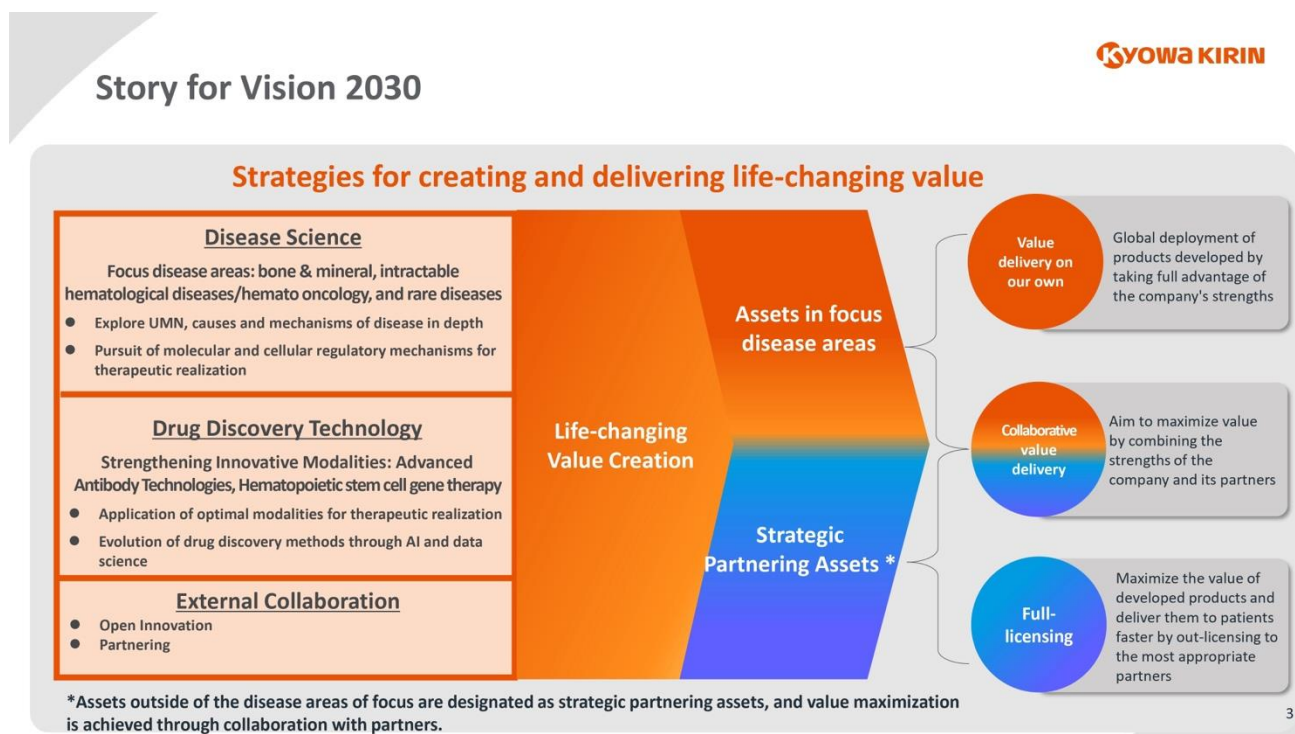 KYOWA KIRIN
Story for Vision 2030
Strategies for creating and delivering life-changing value
Disease Science
Focus disease areas: bone & mineral, intractable
hematological diseases/hemato oncology, and rare diseases
● Explore UMN, causes and mechanisms of disease in depth
● Pursuit of molecular and cellular regulatory mechanisms for
therapeutic realization
Drug Discovery Technology
Strengthening Innovative Modalities: Advanced
Antibody Technologies, Hematopoietic stem cell gene therapy
● Application of optimal modalities for therapeutic realization
● Evolution of drug discovery methods through AI and data
science
External Collaboration
● Open Innovation
● Partnering
Life-changing
Value Creation
Assets in focus
disease areas
Strategic
Partnering Assets *
Value
delivery on
our own
Global deployment of
products developed by
taking full advantage of
the company's strengths
Collaborative
value
delivery
Aim to maximize value
by combining the
strengths of the
company and its partners
Full-
licensing
Maximize the value of
developed products and
deliver them to patients
faster by out-licensing to
the most appropriate
partners
*Assets outside of the disease areas of focus are designated as strategic partnering assets, and value maximization
is achieved through collaboration with partners.
3